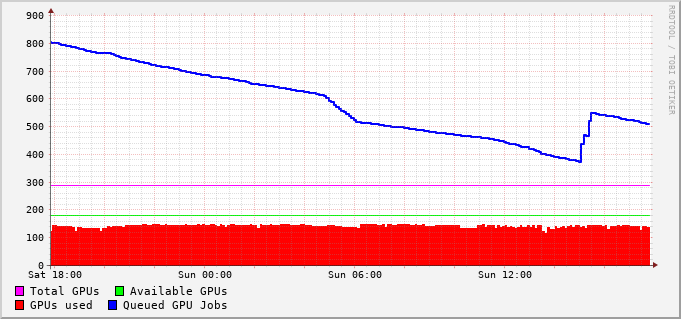 900
800
700
600
500
400
300
200
100
0
Sat 18:00 Sun 00:00 Sun 06:00 Sun 12:00
Total GPUs Available GPUs
GPUs used Queued GPU Jobs
RRDTOOL / TOBI OETIKER